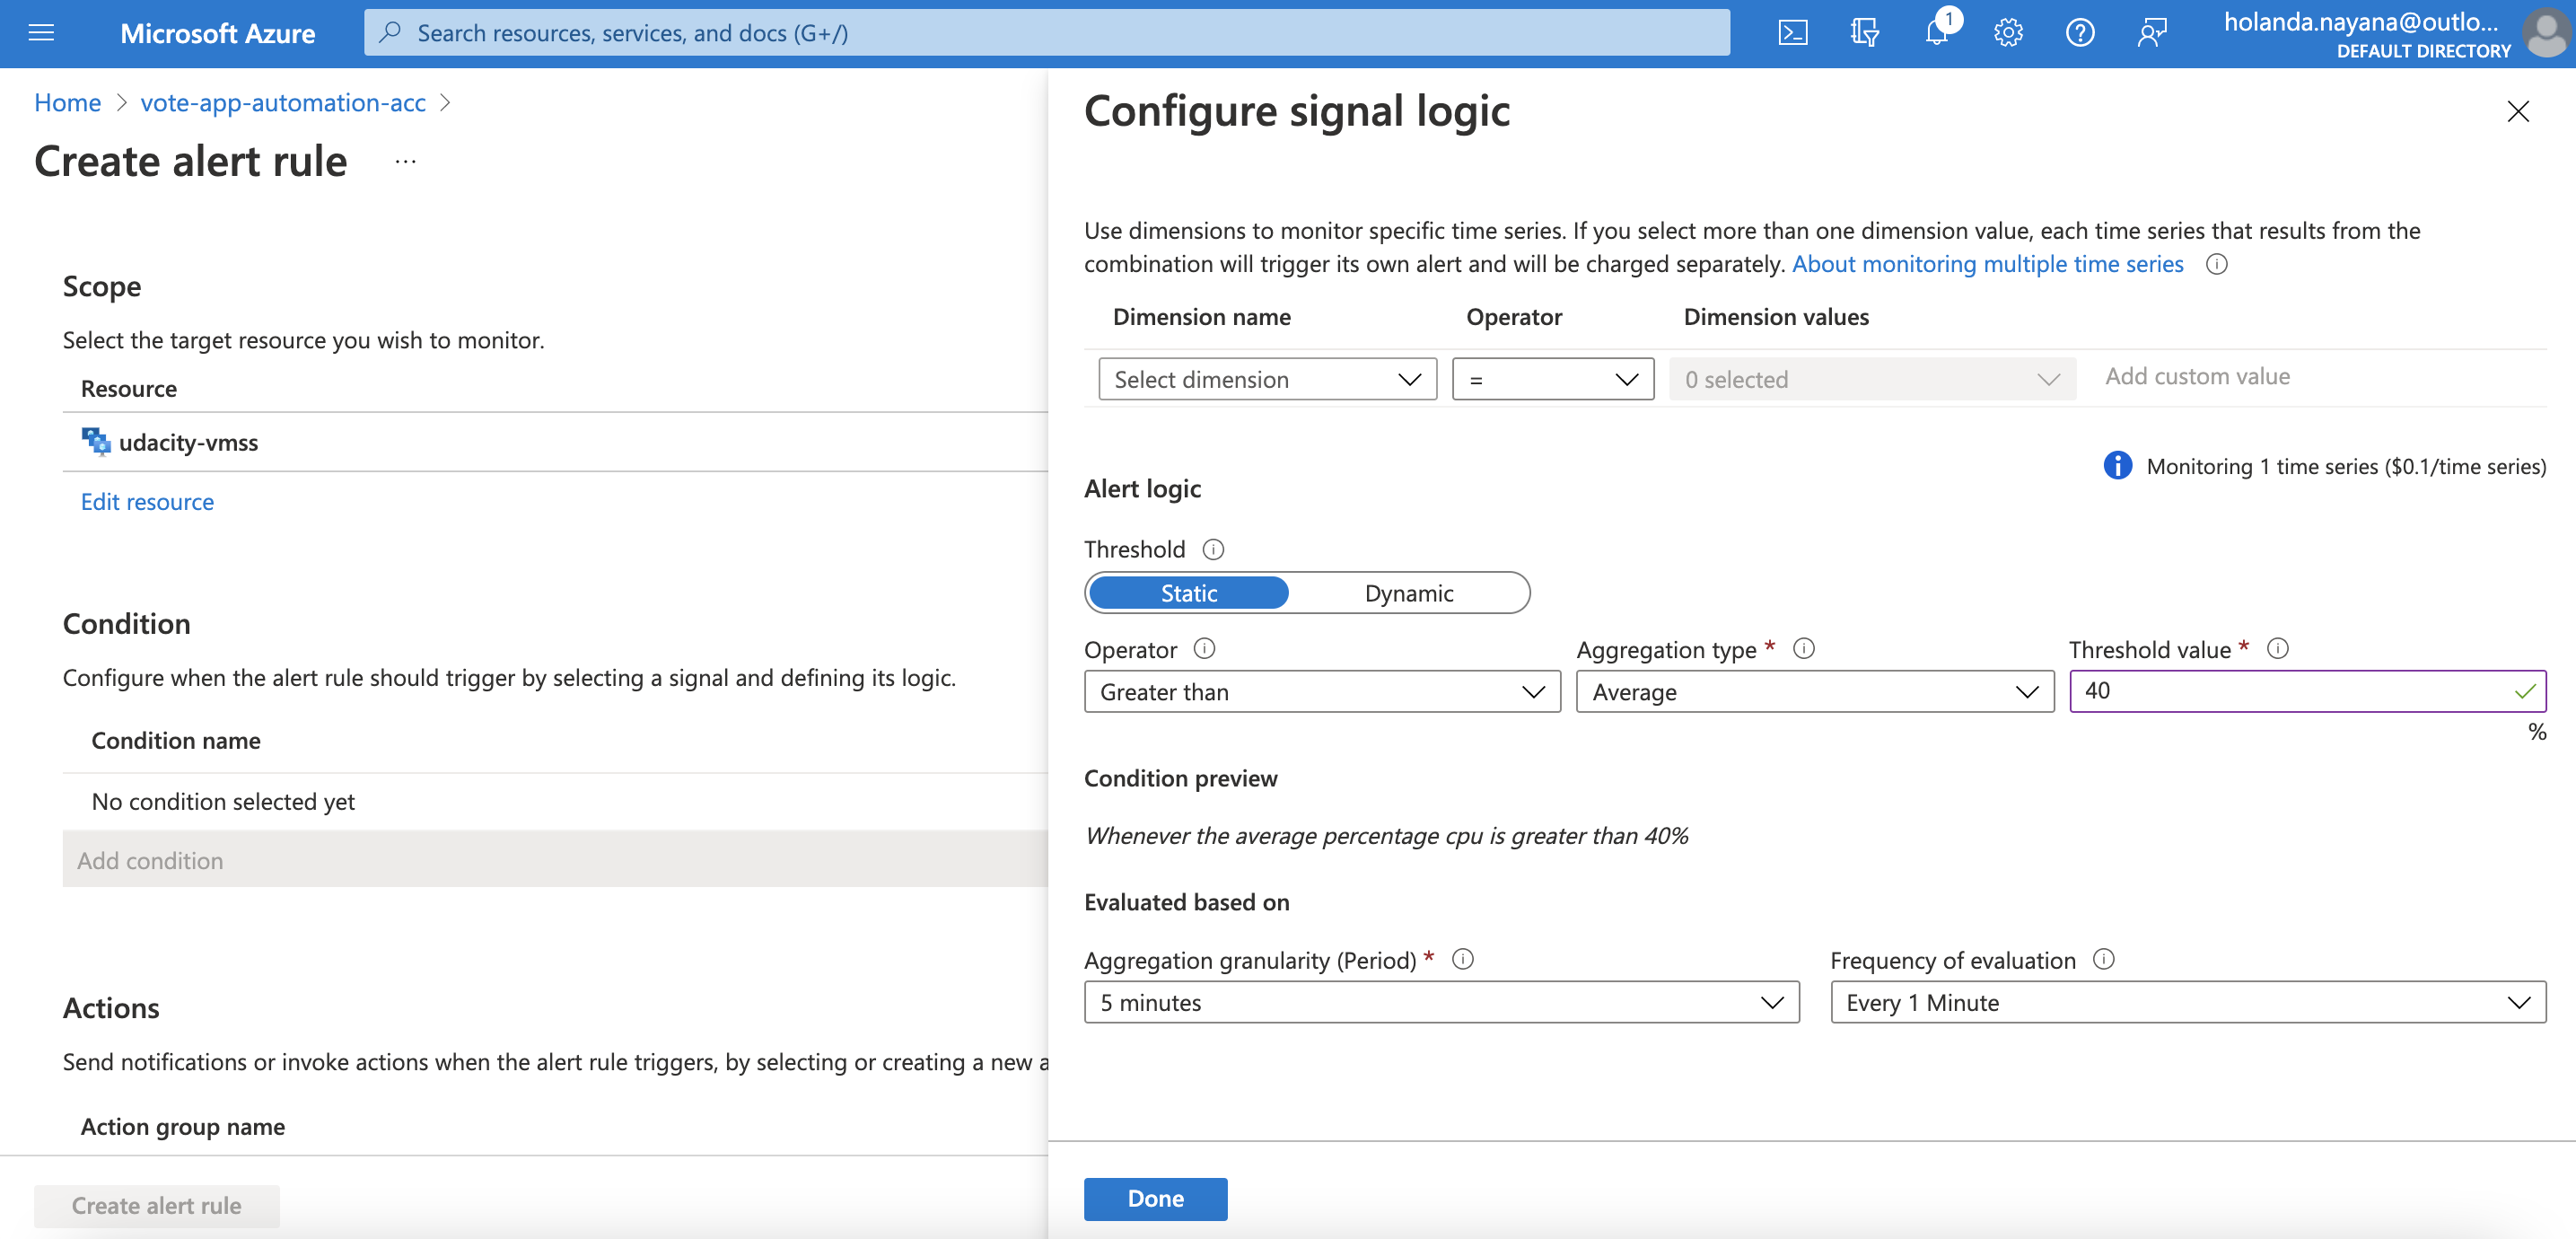 Microsoft Azure
Search resources, services, and docs (G+/)
1
holanda.nayana@outlo...
DEFAULT DIRECTORY
Home > vote-app-automation-acc >
Create alert rule ...
Scope
Select the target resource you wish to monitor.
Resource
udacity-vmss
Edit resource
Condition
Configure when the alert rule should trigger by selecting a signal and defining its logic.
Condition name
No condition selected yet
Add condition
Actions
Send notifications or invoke actions when the alert rule triggers, by selecting or creating a new a
Action group name
Create alert rule
Configure signal logic
Use dimensions to monitor specific time series. If you select more than one dimension value, each time series that results from the
combination will trigger its own alert and will be charged separately. About monitoring multiple time series
Dimension name Operator Dimension values
Select dimension = 0 selected Add custom value
Monitoring 1 time series ($0.1/time series)
Alert logic
Threshold
Static Dynamic
Operator Aggregation type * Threshold value *
Greater than Average 40
%
Condition preview
Whenever the average percentage cpu is greater than 40%
Evaluated based on
Aggregation granularity (Period) * Frequency of evaluation
5 minutes Every 1 Minute
Done